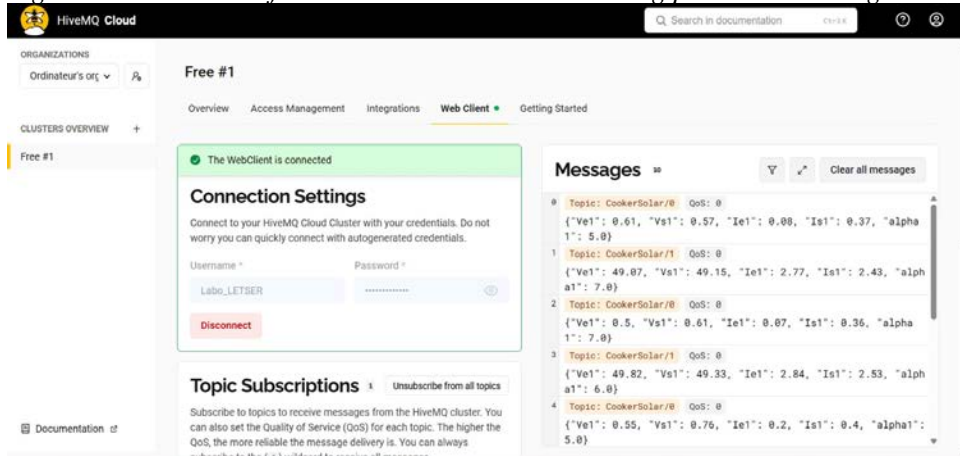 HiveMQ Cloud
Search in documentation
ORGANIZATIONS
Ordinateur's org
CLUSTERS OVERVIEW +
Free #1
Documentation
Free #1
Overview Access Management Integrations Web Client Getting Started
The WebClient is connected
Connection Settings
Connect to your HiveMQ Cloud Cluster with your credentials. Do not
worry you can quickly connect with autogenerated credentials.
Username * Password *
Labo_LETSER
Disconnect
Topic Subscriptions 1 Unsubscribe from all topics
Subscribe to topics to receive messages from the HiveMQ cluster. You
can also set the Quality of Service (QoS) for each topic. The higher the
QoS, the more reliable the message delivery is. You can always
Messages 10 Clear all messages
0 Topic: CookerSolar/0 QoS: 0
{"Ve1": 0.61, "Vs1": 0.57, "Ie1": 0.08, "Is1": 0.37, "alpha
1": 5.0}
1 Topic: CookerSolar/1 QoS: 0
{"Ve1": 49.07, "Vs1": 49.15, "Ie1": 2.77, "Is1": 2.43, "alph
a1": 7.0}
2 Topic: CookerSolar/0 QoS: 0
{"Ve1": 0.5, "Vs1": 0.61, "Ie1": 0.07, "Is1": 0.36, "alpha
1": 7.0}
3 Topic: CookerSolar/1 QoS: 0
{"Ve1": 49.82, "Vs1": 49.33, "Ie1": 2.84, "Is1": 2.53, "alph
a1": 6.0}
4 Topic: CookerSolar/0 QoS: 0
{"Ve1": 0.55, "Vs1": 0.76, "Ie1": 0.2, "Is1": 0.4, "alpha1":
5.0}